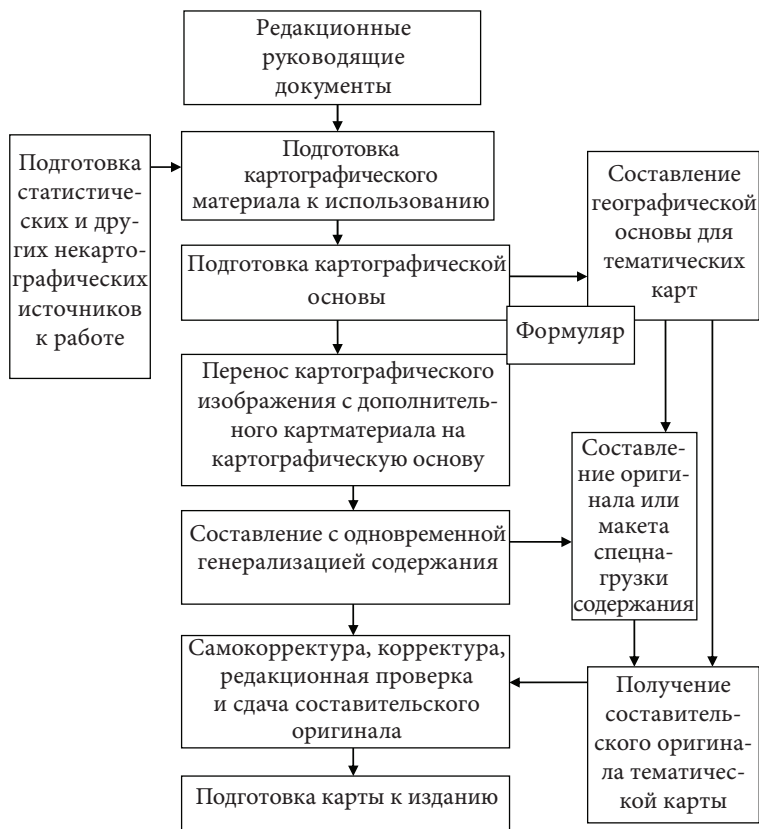 Редакционные
руководящие
документы
Подготовка
статистиче-
ских и дру-
гих некарто-
графических
источников
к работе
Подготовка
картографического
материала к использованию
Составление
географической
основы для
тематических
карт
Подготовка картографической
основы
Формуляр
Перенос картографического
изображения с дополнитель-
ного картматериала на
картографическую основу
Составле-
ние ориги-
нала или
макета
спецна-
грузки
содержания
Составление с одновременной
генерализацией содержания
Самокорректура, корректура,
редакционная проверка
и сдача составительского
оригинала
Получение
составитель-
ского оригина-
ла тематичес-
кой карты
Подготовка карты к изданию